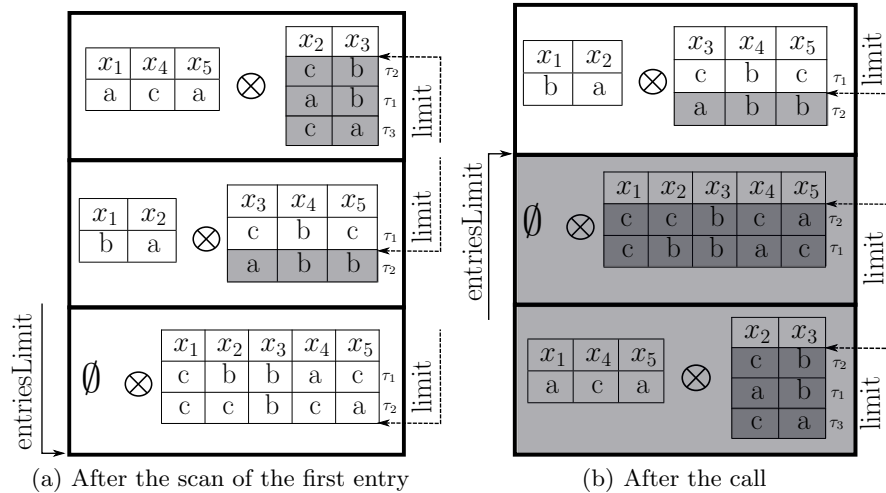 x₁ x₄ x₅
a c a
⊗
x₂ x₃
c b τ₂
a b τ₁
c a τ₃
limit
x₁ x₂
b a
⊗
x₃ x₄ x₅
c b c τ₁
a b b τ₂
limit
∅ ⊗
x₁ x₂ x₃ x₄ x₅
c b b a c τ₁
c c b c a τ₂
limit
entriesLimit
(a) After the scan of the first entry
x₁ x₂
b a
⊗
x₃ x₄ x₅
c b c τ₁
a b b τ₂
limit
∅ ⊗
x₁ x₂ x₃ x₄ x₅
c c b c a τ₂
c b b a c τ₁
limit
entriesLimit
x₁ x₄ x₅
a c a
⊗
x₂ x₃
c b τ₂
a b τ₁
c a τ₃
limit
(b) After the call